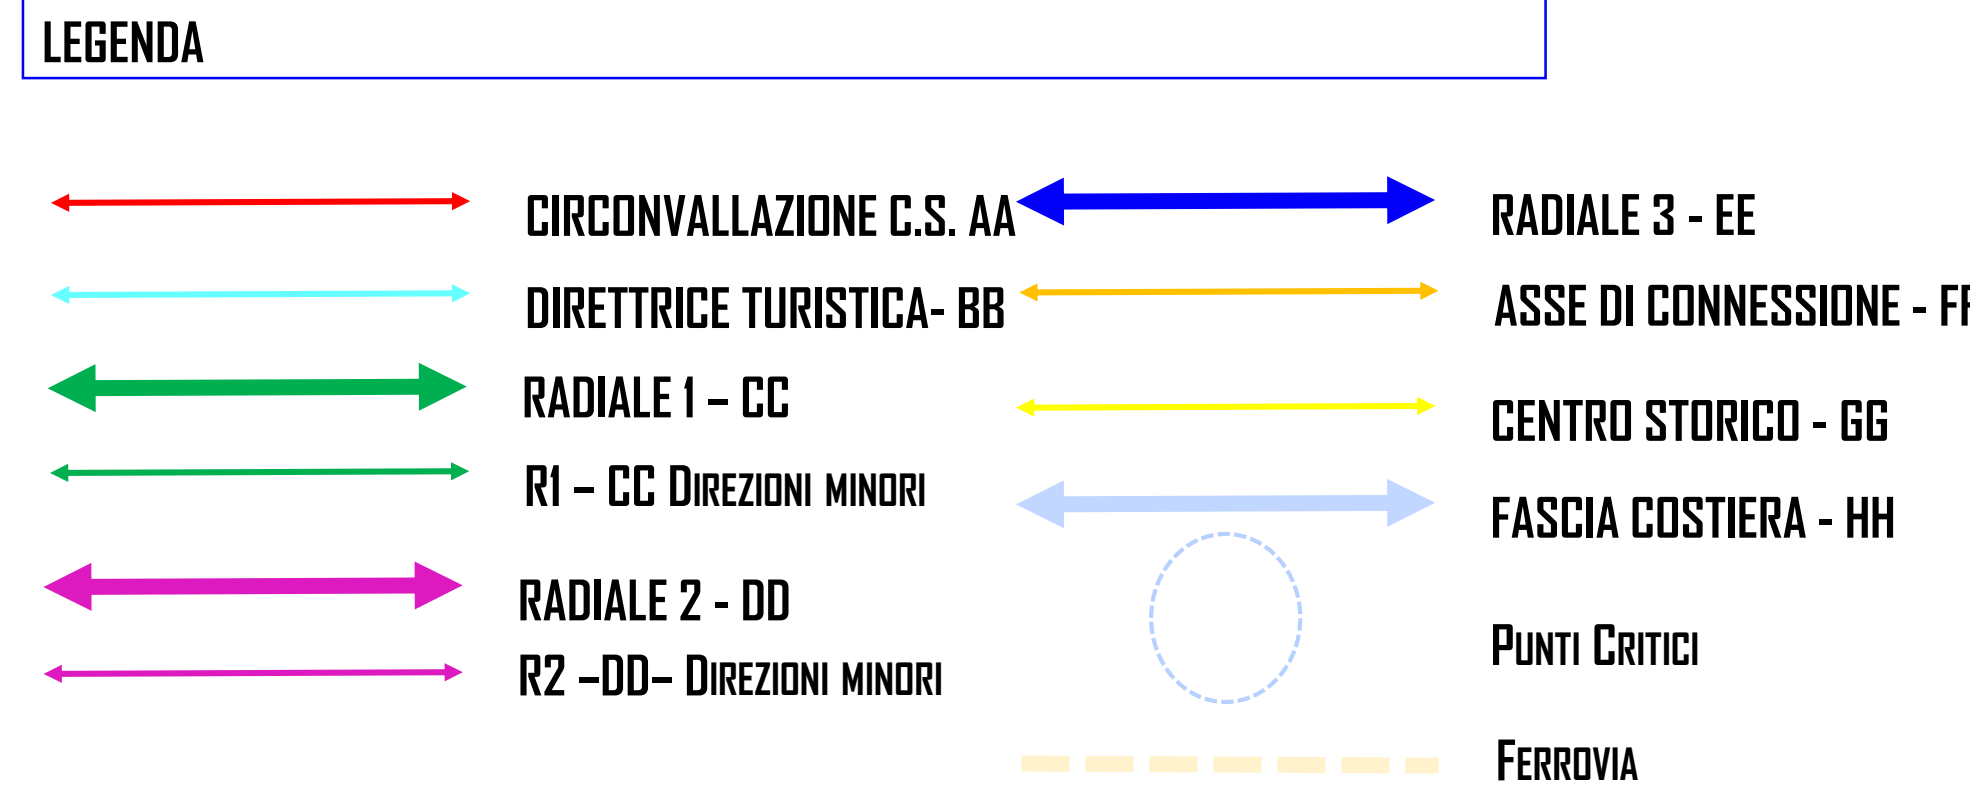 LEGENDA
CIRCONVALLAZIONE C.S. AA
DIRETTRICE TURISTICA- BB
RADIALE 1 – CC
R1 – CC DIREZIONI MINORI
RADIALE 2 - DD
R2 –DD– DIREZIONI MINORI
RADIALE 3 - EE
ASSE DI CONNESSIONE - FF
CENTRO STORICO - GG
FASCIA COSTIERA - HH
PUNTI CRITICI
FERROVIA